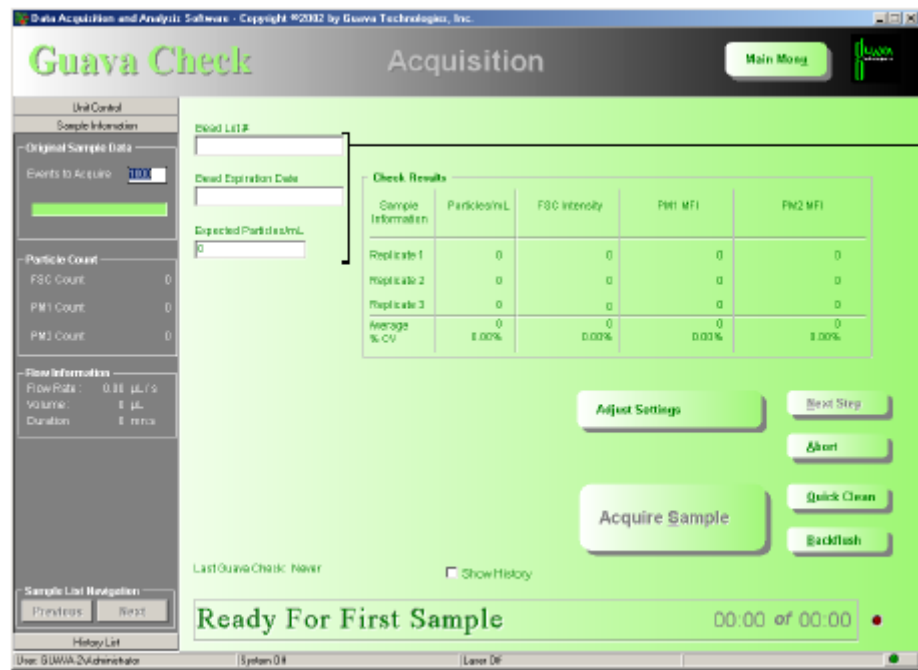 Data Acquisition and Analysis Software - Copyright ©2002 by Guava Technologies, Inc.
Guava Check
Acquisition
Main Menu
guava
Unit Control
Sample Information
Original Sample Data
Events to Acquire 1000
Particle Count
FSC Count 0
PM1 Count 0
PM2 Count 0
Flow Information
Flow Rate: 0.00 µL/s
Volume: 0 µL
Duration 0 mn:s
Sample List Navigation
Previous Next
History List
Bead Lot #
Bead Expiration Date
Expected Particles/mL
0
Check Results
Sample Information Particles/mL FSC Intensity PM1 MFI PM2 MFI
Replicate 1 0 0 0 0
Replicate 2 0 0 0 0
Replicate 3 0 0 0 0
Average 0 0 0 0
% CV 0.00% 0.00% 0.00% 0.00%
Adjust Settings
Next Step
Abort
Acquire Sample
Quick Clean
Backflush
Last Guava Check: Never
Show History
Ready For First Sample 00:00 of 00:00
User: GUAVA-2\Administrator System Off Laser Off